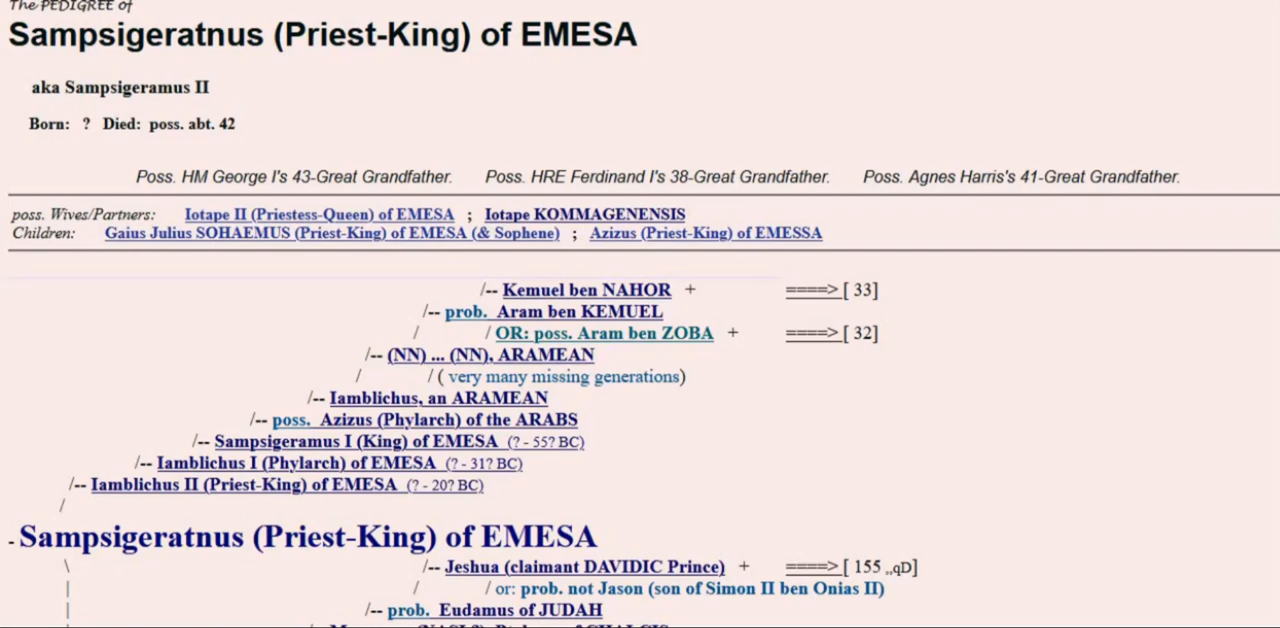 The PEDIGREE of
Sampsigeratnus (Priest-King) of EMESA
aka Sampsigeramus II
Born: ? Died: poss. abt. 42
Poss. HM George I's 43-Great Grandfather. Poss. HRE Ferdinand I's 38-Great Grandfather. Poss. Agnes Harris's 41-Great Grandfather.
poss. Wives/Partners: Iotape II (Priestess-Queen) of EMESA ; Iotape KOMMAGENENSIS
Children: Gaius Julius SOHAEMUS (Priest-King) of EMESA (& Sophene) ; Azizus (Priest-King) of EMESSA
/-- Kemuel ben NAHOR + ====> [ 33]
/-- prob. Aram ben KEMUEL
/ / OR: poss. Aram ben ZOBA + ====> [ 32]
/-- (NN) ... (NN), ARAMEAN
/ / ( very many missing generations)
/-- Iamblichus, an ARAMEAN
/-- poss. Azizus (Phylarch) of the ARABS
/-- Sampsigeramus I (King) of EMESA (? - 55? BC)
/-- Iamblichus I (Phylarch) of EMESA (? - 31? BC)
/-- Iamblichus II (Priest-King) of EMESA (? - 20? BC)
/
- Sampsigeratnus (Priest-King) of EMESA
\ /-- Jeshua (claimant DAVIDIC Prince) + ====> [ 155 ,,qD]
| / / or: prob. not Jason (son of Simon II ben Onias II)
| /-- prob. Eudamus of JUDAH